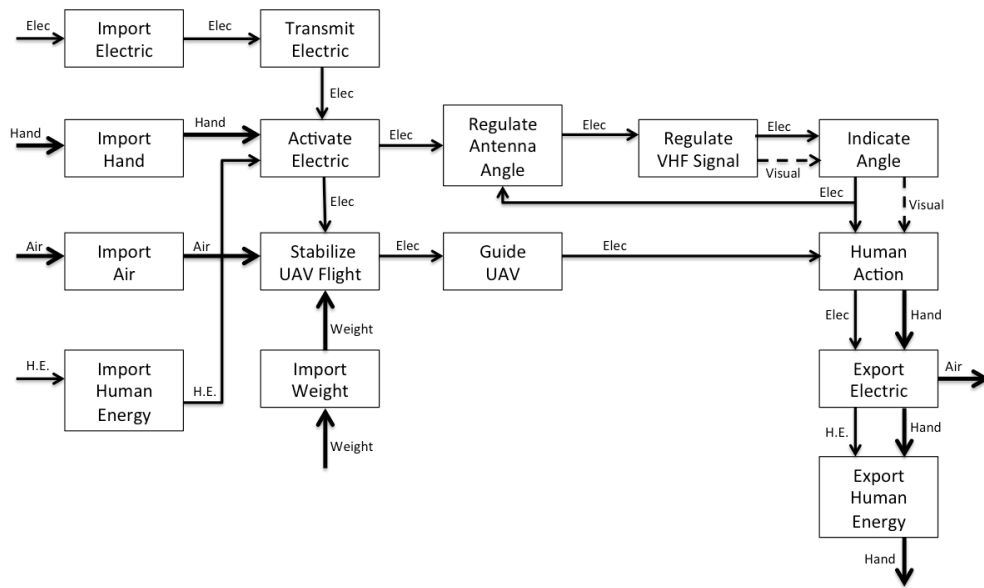 Elec
Import
Electric
Elec
Transmit
Electric
Elec
Hand
Import
Hand
Hand
Activate
Electric
Elec
Regulate
Antenna
Angle
Elec
Regulate
VHF Signal
Elec
Visual
Indicate
Angle
Elec
Elec
Visual
Air
Import
Air
Air
Stabilize
UAV Flight
Elec
Guide
UAV
Elec
Human
Action
Weight
Elec
Hand
H.E.
Import
Human
Energy
H.E.
Import
Weight
Weight
Export
Electric
Air
H.E.
Hand
Export
Human
Energy
Hand